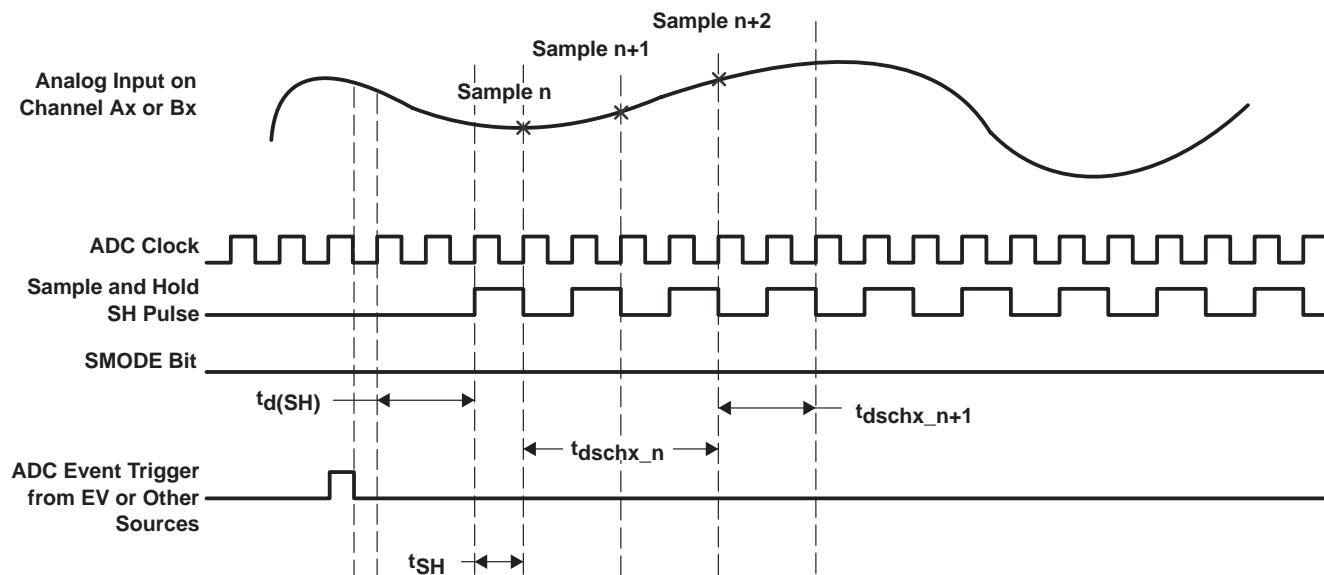 Sample n+2
Sample n+1
Analog Input on
Channel Ax or Bx
Sample n
ADC Clock
Sample and Hold
SH Pulse
SMODE Bit
td(SH)
tdschx_n+1
tdschx_n
ADC Event Trigger
from EV or Other
Sources
tSH